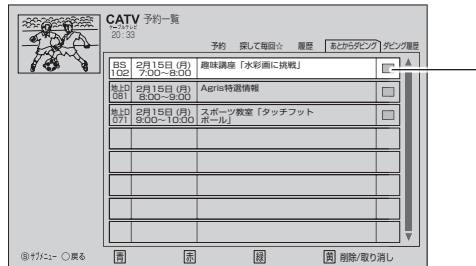 CATV 予約一覧
ケーブルテレビ
20:33
予約 探して毎回☆ 履歴 あとからダビング ダビング履歴
BS 102 2月15日(月) 7:00~8:00 趣味講座「水彩画に挑戦」
地上D 081 2月15日(月) 8:00~9:00 Agris特選情報
地上D 071 2月15日(月) 9:00~10:00 スポーツ教室「タッチフット
ボール」
Ⓢ サブメニュー ○戻る 青 赤 緑 黄 削除/取り消し